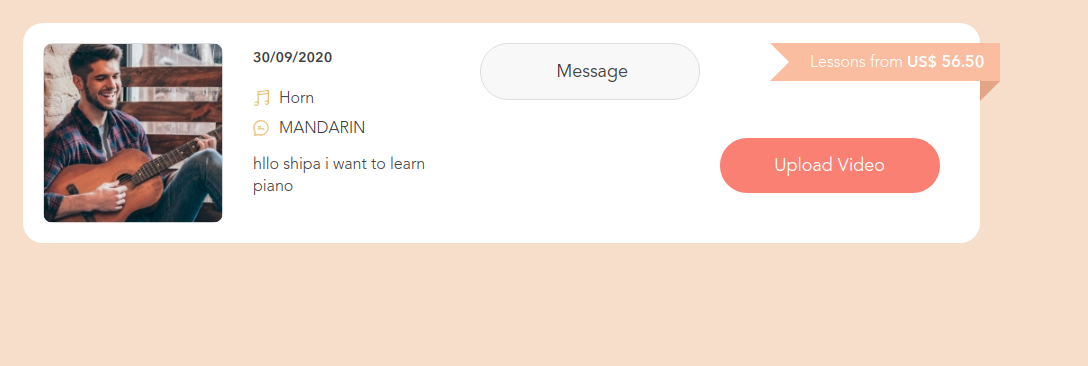 30/09/2020
Horn
MANDARIN
hllo shipa i want to learn
piano
Message
Lessons from US$ 56.50
Upload Video